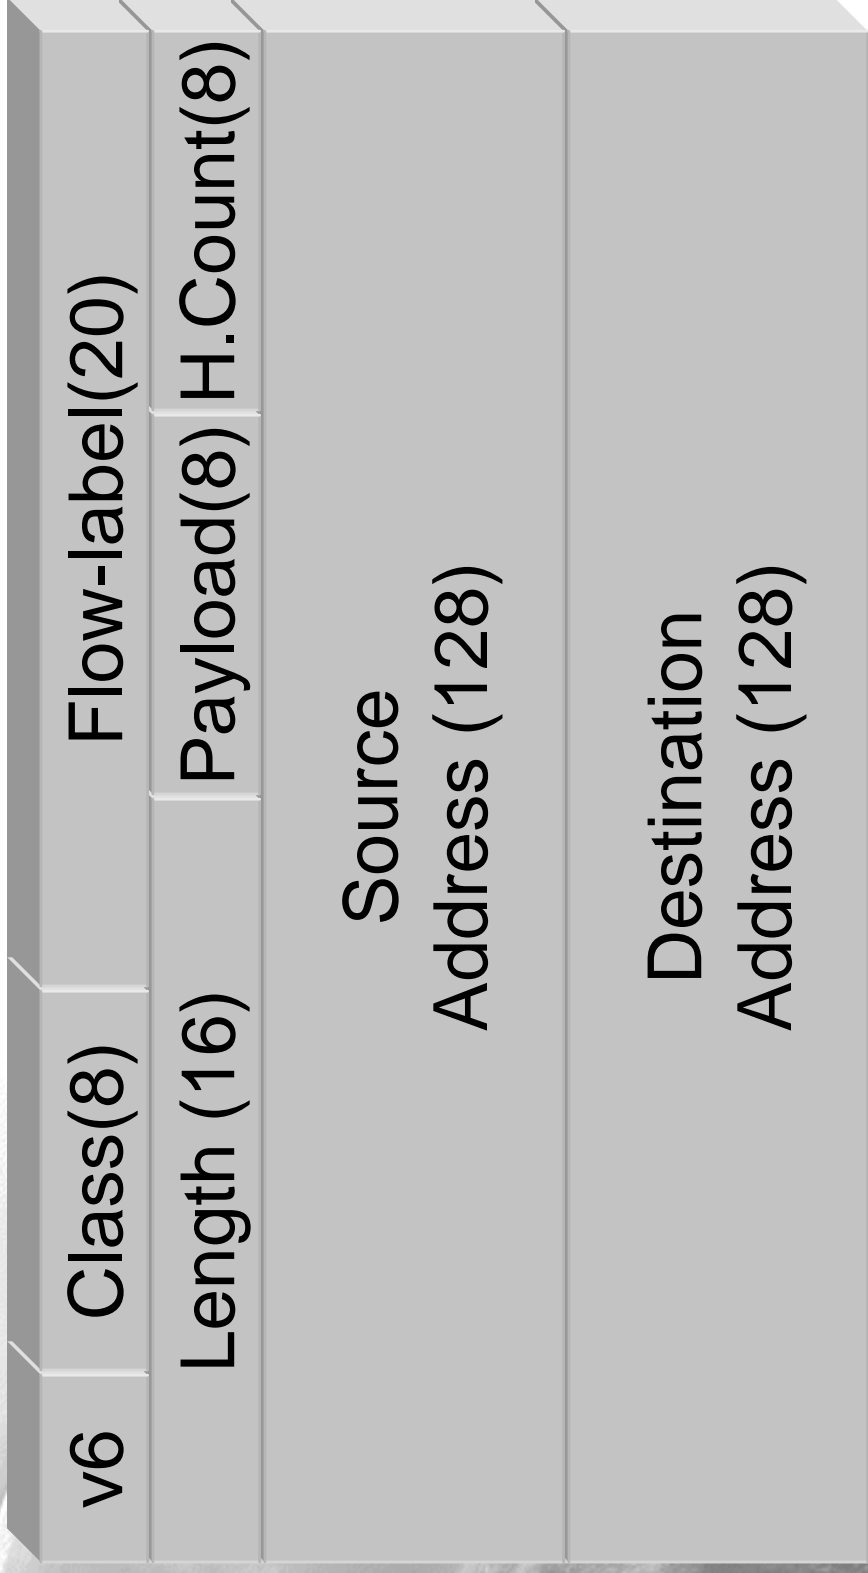 v6
Class(8)
Flow-label(20)
Length (16)
Payload(8)
H.Count(8)
Source
Address (128)
Destination
Address (128)